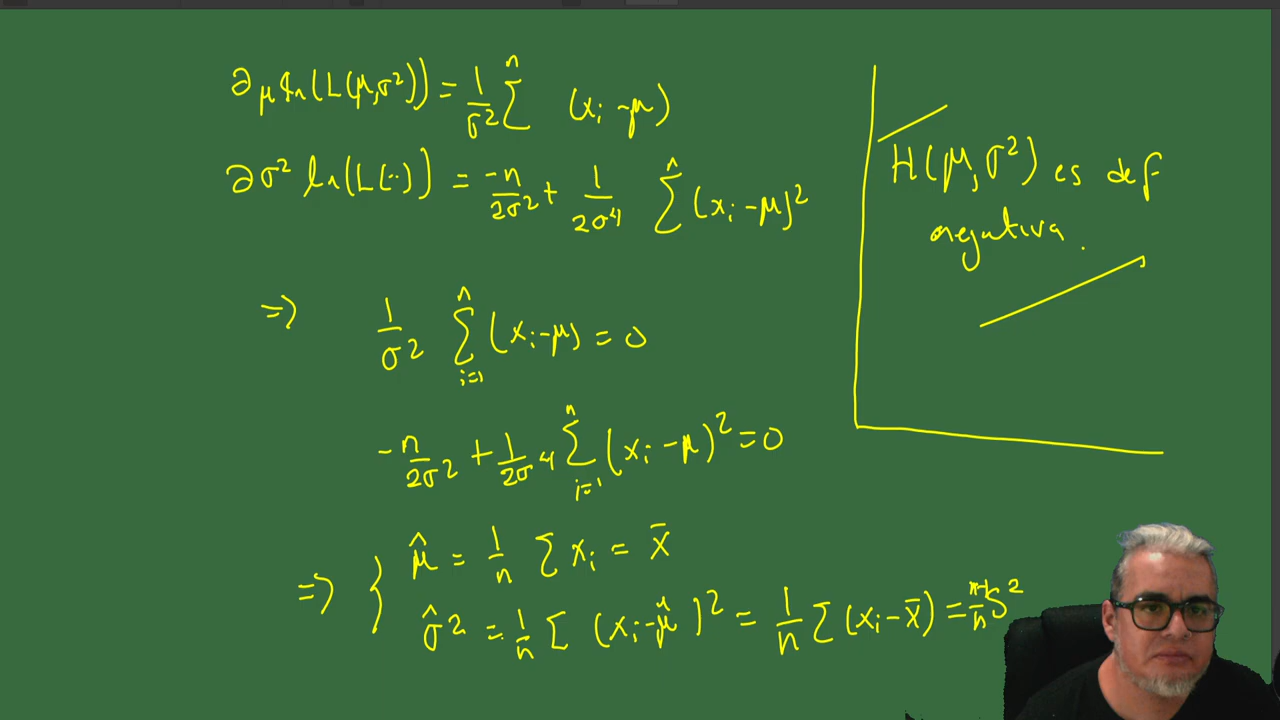 ∂μ ln(L(μ,σ²)) = 1/σ² Σⁿ (xᵢ - μ)
∂σ² ln(L(··)) = -n/2σ² + 1/2σ⁴ Σⁿ (xᵢ - μ)²
⇒ 1/σ² Σⁿᵢ₌₁ (xᵢ - μ) = 0
-n/2σ² + 1/2σ⁴ Σⁿᵢ₌₁ (xᵢ - μ)² = 0
⇒ { μ̂ = 1/n Σ xᵢ = x̄
σ̂² = 1/n Σ (xᵢ - μ̂)² = 1/n Σ (xᵢ - x̄) = n-1/n S²
H(μ, σ²) es def
negativa.